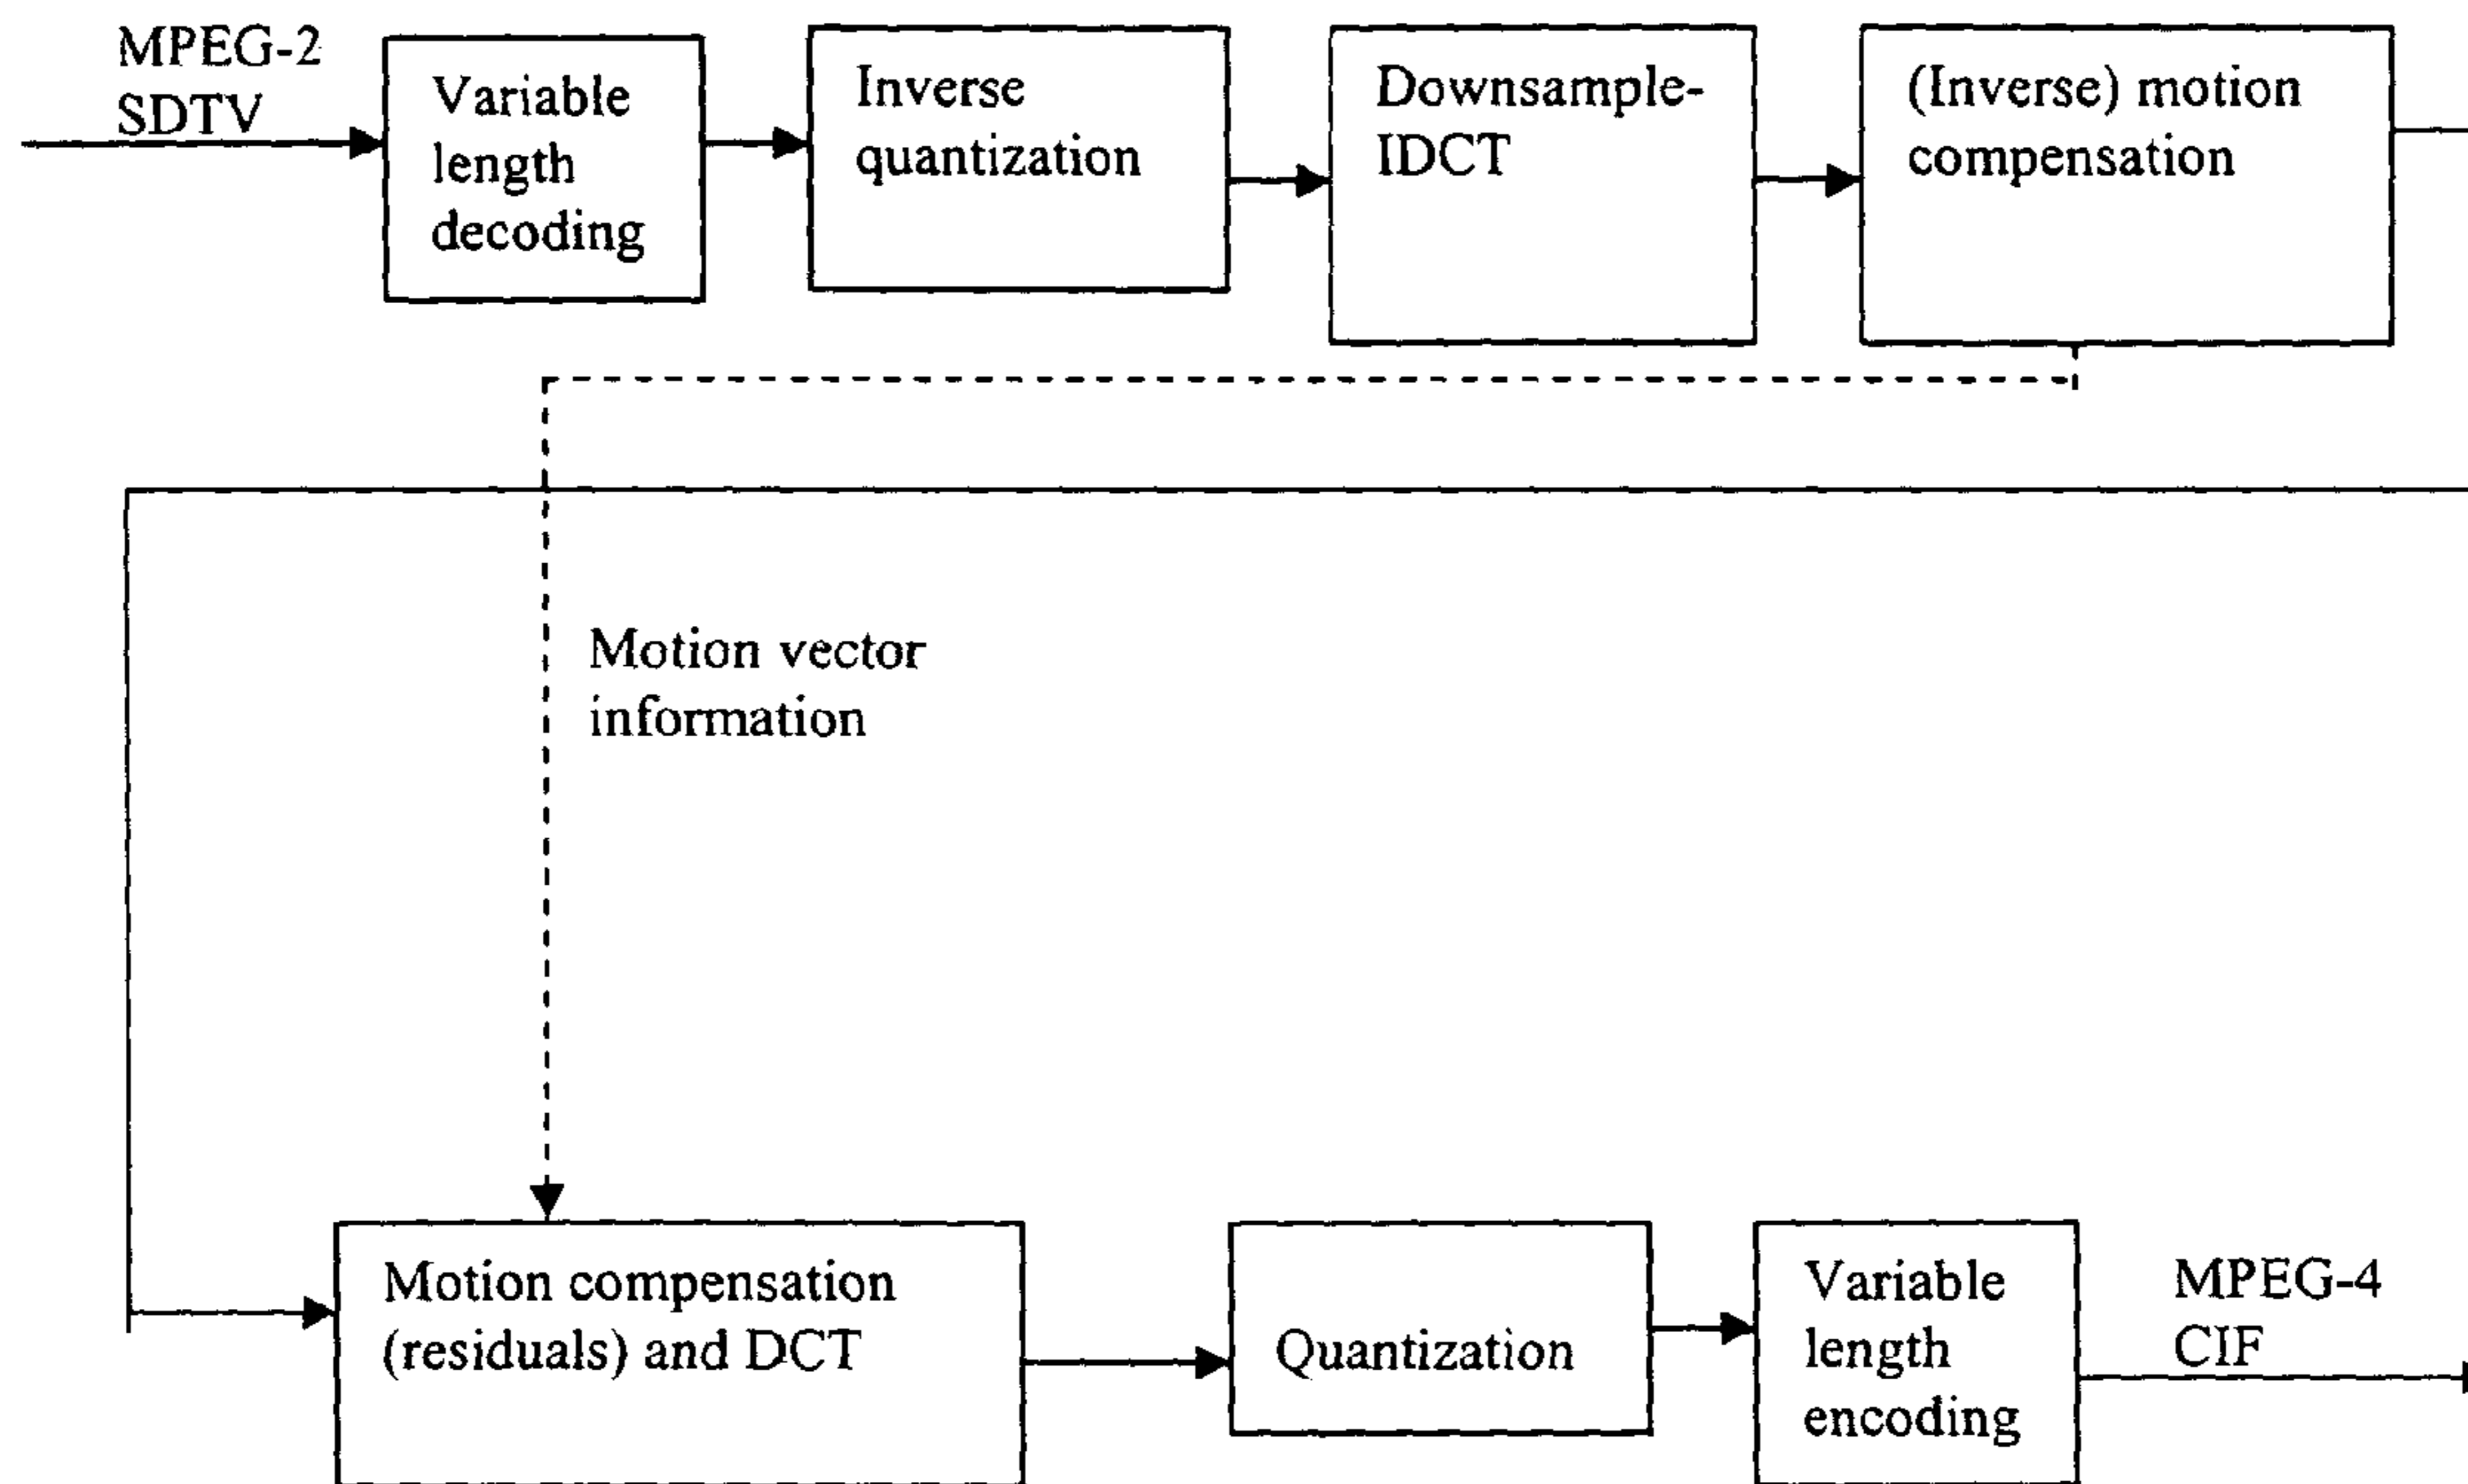 MPEG-2
SDTV
Variable
length
decoding
Inverse
quantization
Downsample-
IDCT
(Inverse) motion
compensation
Motion vector
information
Motion compensation
(residuals) and DCT
Quantization
Variable
length
encoding
MPEG-4
CIF